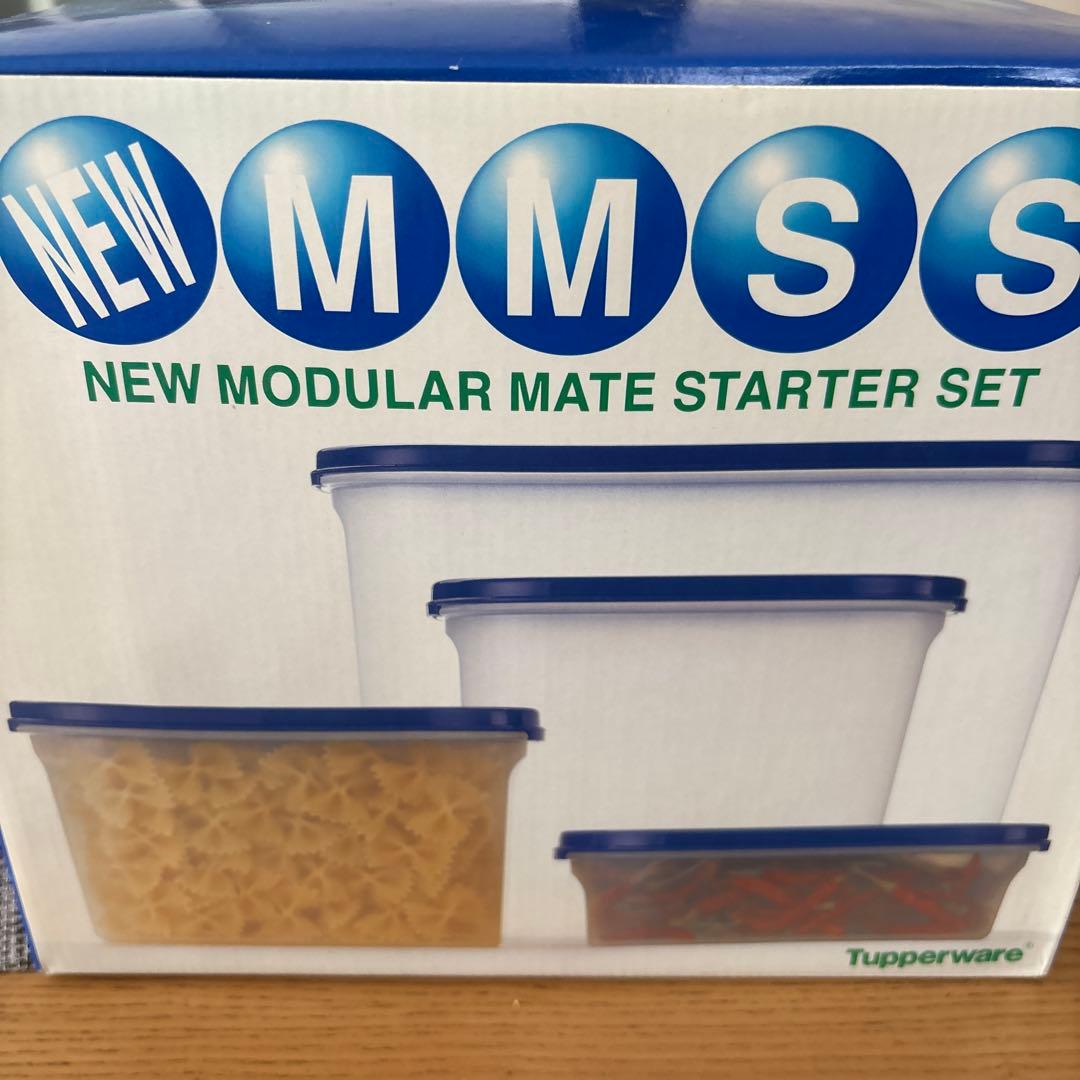 NEW M M S S
NEW MODULAR MATE STARTER SET
Tupperware®